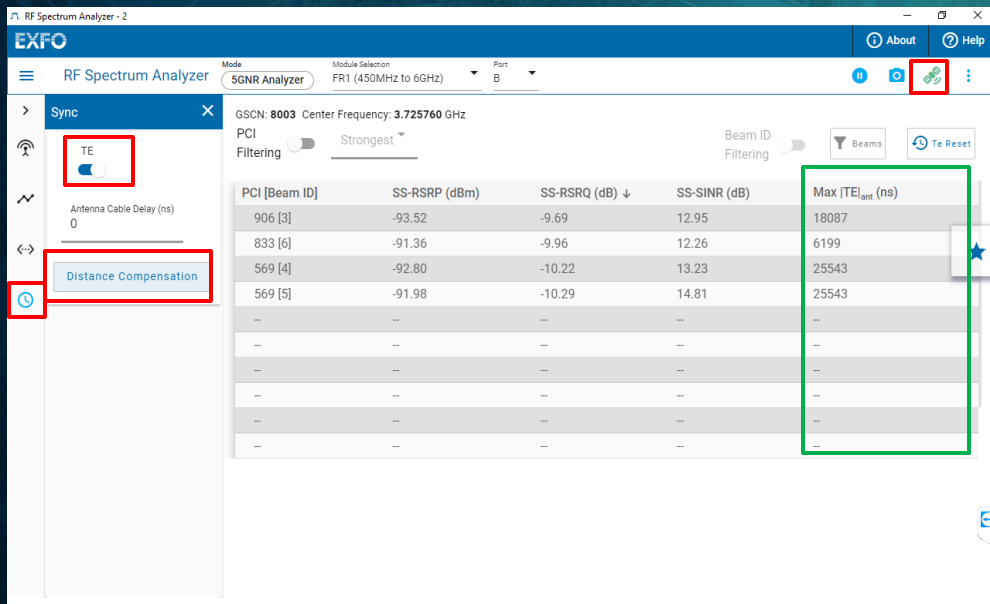 RF Spectrum Analyzer - 2
EXFO
About
Help
RF Spectrum Analyzer
Mode
5GNR Analyzer
Module Selection
FR1 (450MHz to 6GHz)
Port
B
Sync
TE
Antenna Cable Delay (ns)
0
Distance Compensation
GSCN: 8003 Center Frequency: 3.725760 GHz
PCI
Filtering
Strongest
Beam ID
Filtering
Beams
Te Reset
PCI [Beam ID] SS-RSRP (dBm) SS-RSRQ (dB) ↓ SS-SINR (dB) Max |TE|ant (ns)
906 [3] -93.52 -9.69 12.95 18087
833 [6] -91.36 -9.96 12.26 6199
569 [4] -92.80 -10.22 13.23 25543
569 [5] -91.98 -10.29 14.81 25543
-- -- -- -- --
-- -- -- -- --
-- -- -- -- --
-- -- -- -- --
-- -- -- -- --
-- -- -- -- --